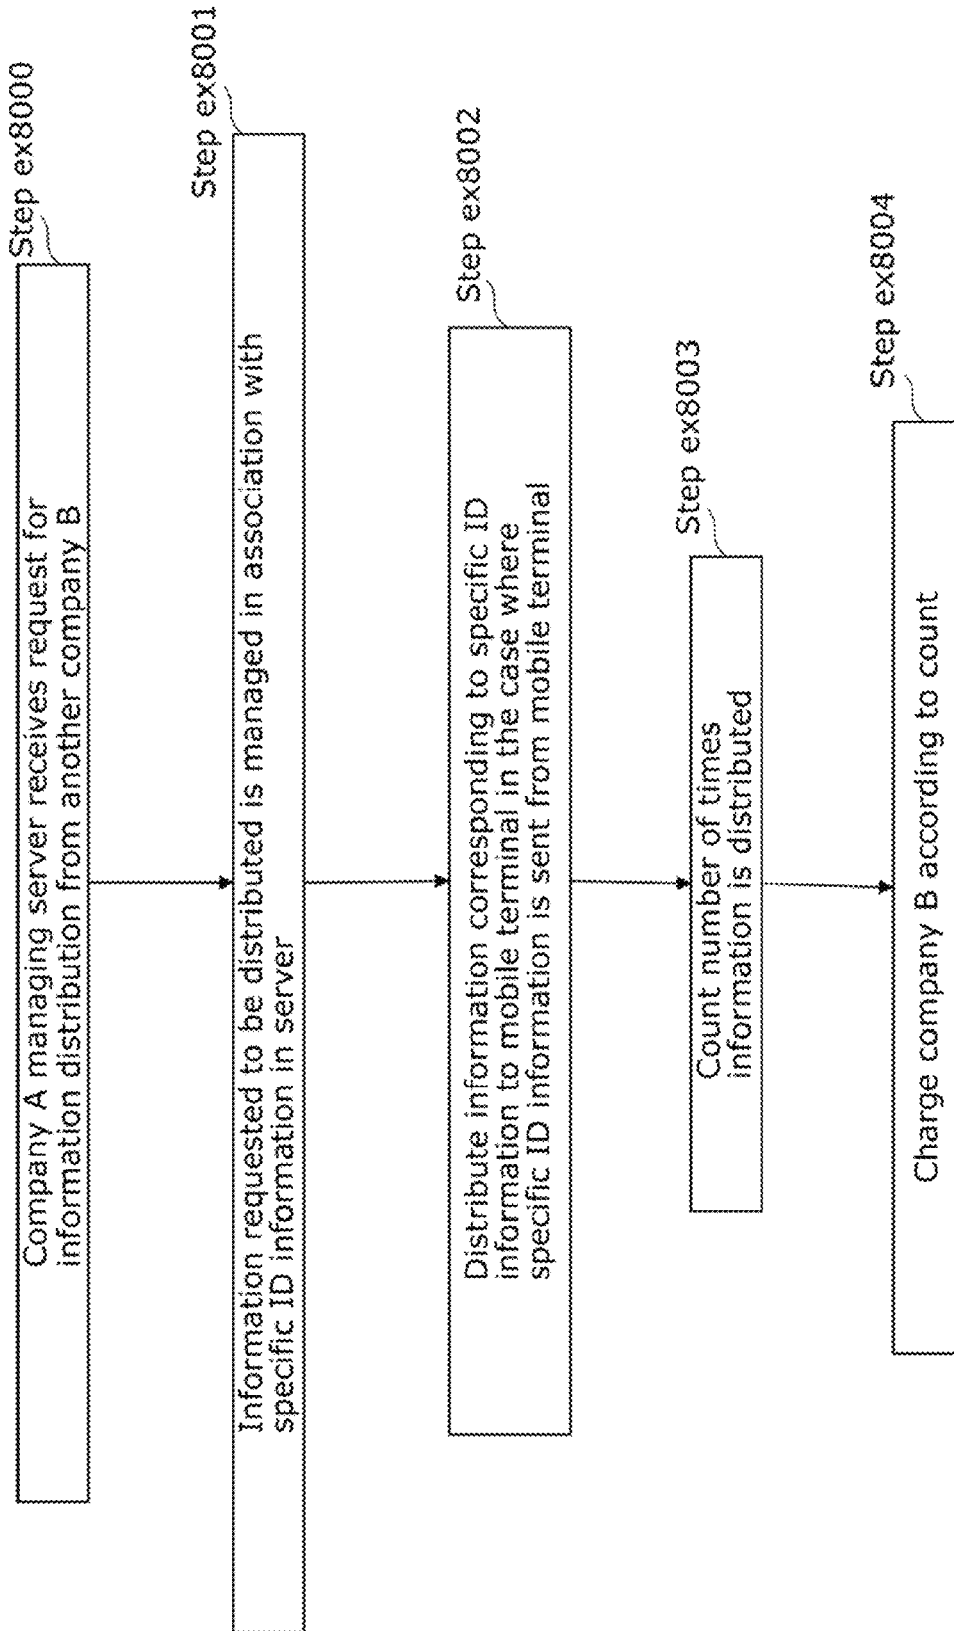 Step ex8000
Company A managing server receives request for
information distribution from another company B
Step ex8001
Information requested to be distributed is managed in association with
specific ID information in server
Step ex8002
Distribute information corresponding to specific ID
information to mobile terminal in the case where
specific ID information is sent from mobile terminal
Step ex8003
Count number of times
information is distributed
Step ex8004
Charge company B according to count